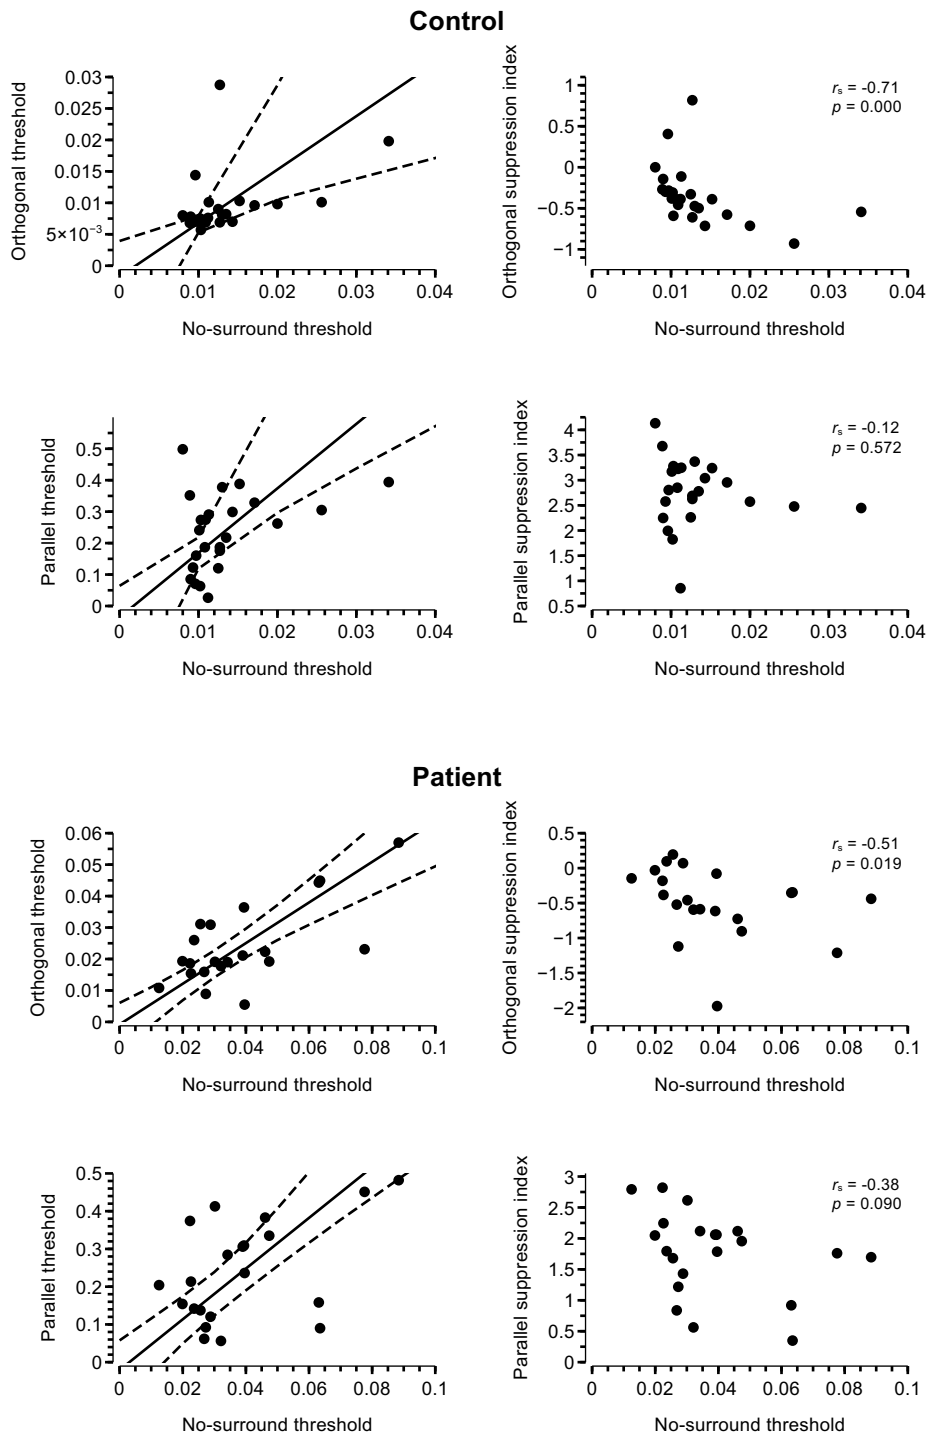 Control
Orthogonal threshold
0.03
0.025
0.02
0.015
0.01
5×10⁻³
0
0 0.01 0.02 0.03 0.04
No-surround threshold
Orthogonal suppression index
1
0.5
0
−0.5
−1
rₛ = -0.71
p = 0.000
0 0.01 0.02 0.03 0.04
No-surround threshold
Parallel threshold
0.5
0.4
0.3
0.2
0.1
0
0 0.01 0.02 0.03 0.04
No-surround threshold
Parallel suppression index
4
3.5
3
2.5
2
1.5
1
0.5
rₛ = -0.12
p = 0.572
0 0.01 0.02 0.03 0.04
No-surround threshold
Patient
Orthogonal threshold
0.06
0.05
0.04
0.03
0.02
0.01
0
0 0.02 0.04 0.06 0.08 0.1
No-surround threshold
Orthogonal suppression index
0.5
0
−0.5
−1
−1.5
−2
rₛ = -0.51
p = 0.019
0 0.02 0.04 0.06 0.08 0.1
No-surround threshold
Parallel threshold
0.5
0.4
0.3
0.2
0.1
0
0 0.02 0.04 0.06 0.08 0.1
No-surround threshold
Parallel suppression index
3
2.5
2
1.5
1
0.5
0
rₛ = -0.38
p = 0.090
0 0.02 0.04 0.06 0.08 0.1
No-surround threshold